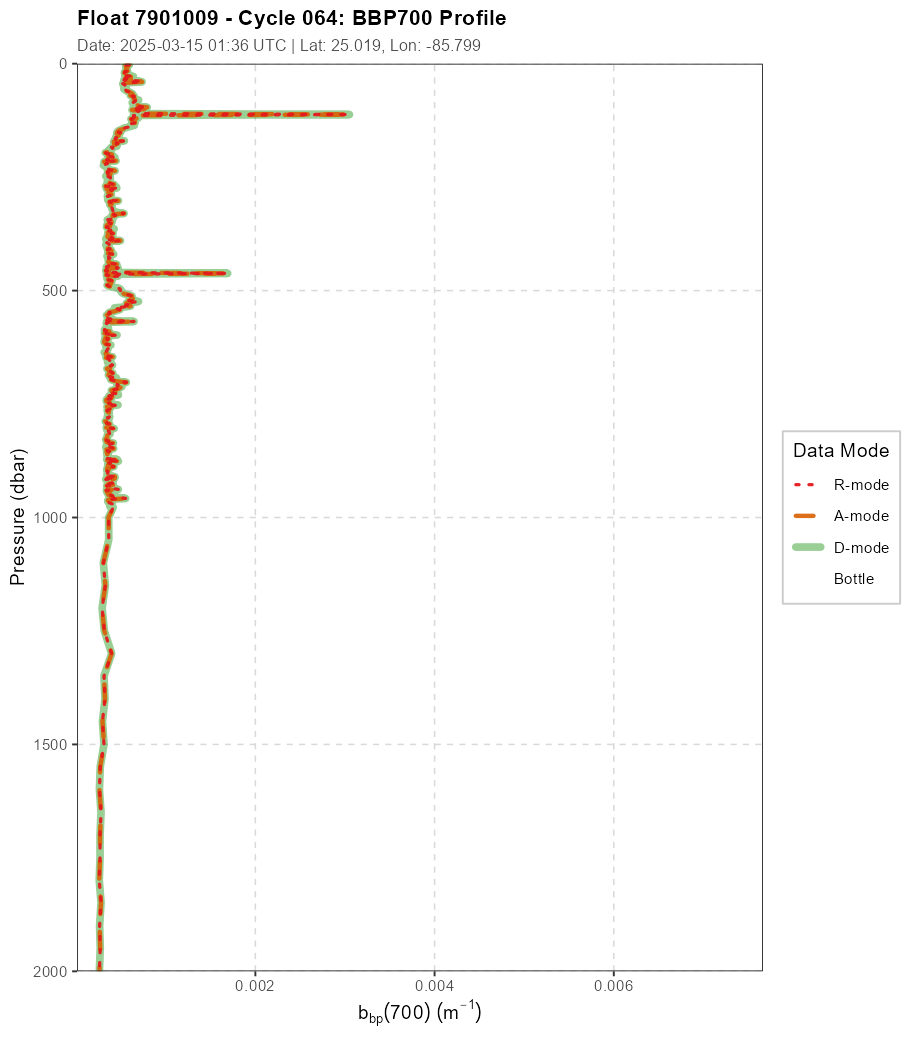 Float 7901009 - Cycle 064: BBP700 Profile
Date: 2025-03-15 01:36 UTC | Lat: 25.019, Lon: -85.799
0
500
1000
1500
2000
Pressure (dbar)
0.002
0.004
0.006
b_bp(700) (m⁻¹)
Data Mode
R-mode
A-mode
D-mode
Bottle